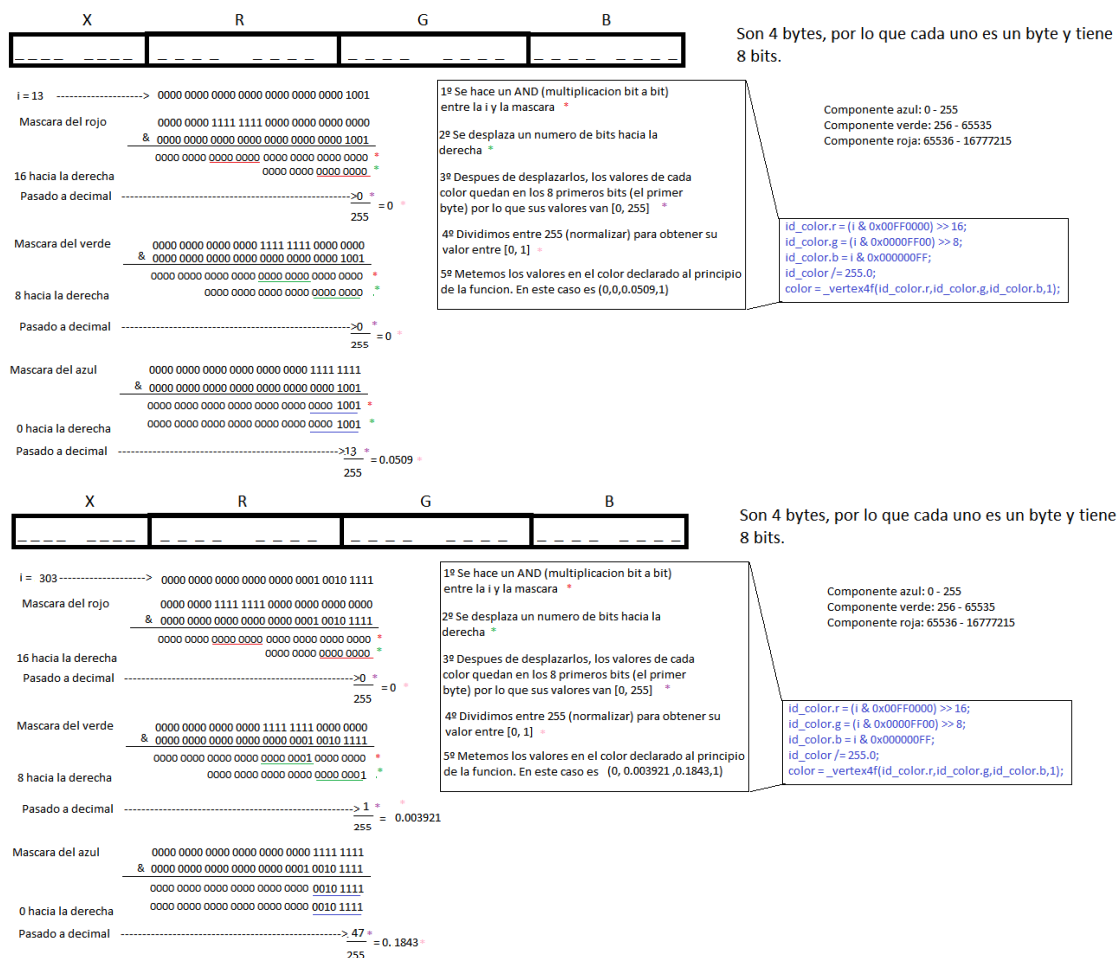 X R G B
____ ____ _ _ _ _ _ _ _ _ _ _ _ _ _ _ _ _ _ _ _ _ _ _ _ _
Son 4 bytes, por lo que cada uno es un byte y tiene
8 bits.
i = 13 --------------------> 0000 0000 0000 0000 0000 0000 0000 1001
Mascara del rojo 0000 0000 1111 1111 0000 0000 0000 0000
& 0000 0000 0000 0000 0000 0000 0000 1001
0000 0000 0000 0000 0000 0000 0000 0000 *
16 hacia la derecha 0000 0000 0000 0000 *
Pasado a decimal ------------------------------------------->0 *
255 = 0 *
Mascara del verde 0000 0000 0000 0000 1111 1111 0000 0000
& 0000 0000 0000 0000 0000 0000 0000 1001
0000 0000 0000 0000 0000 0000 0000 0000 *
8 hacia la derecha 0000 0000 0000 0000 0000 0000 *
Pasado a decimal ------------------------------------------->0 *
255 = 0 *
Mascara del azul 0000 0000 0000 0000 0000 0000 1111 1111
& 0000 0000 0000 0000 0000 0000 0000 1001
0000 0000 0000 0000 0000 0000 0000 1001 *
0 hacia la derecha 0000 0000 0000 0000 0000 0000 0000 1001 *
Pasado a decimal ------------------------------------------->13 *
255 = 0.0509 *
1º Se hace un AND (multiplicacion bit a bit)
entre la i y la mascara *
2º Se desplaza un numero de bits hacia la
derecha *
3º Despues de desplazarlos, los valores de cada
color quedan en los 8 primeros bits (el primer
byte) por lo que sus valores van [0, 255] *
4º Dividimos entre 255 (normalizar) para obtener su
valor entre [0, 1] *
5º Metemos los valores en el color declarado al principio
de la funcion. En este caso es (0,0,0.0509,1)
Componente azul: 0 - 255
Componente verde: 256 - 65535
Componente roja: 65536 - 16777215
id_color.r = (i & 0x00FF0000) >> 16;
id_color.g = (i & 0x0000FF00) >> 8;
id_color.b = i & 0x000000FF;
id_color /= 255.0;
color = _vertex4f(id_color.r,id_color.g,id_color.b,1);
X R G B
____ ____ _ _ _ _ _ _ _ _ _ _ _ _ _ _ _ _ _ _ _ _ _ _ _ _
Son 4 bytes, por lo que cada uno es un byte y tiene
8 bits.
i = 303 --------------------> 0000 0000 0000 0000 0000 0001 0010 1111
Mascara del rojo 0000 0000 1111 1111 0000 0000 0000 0000
& 0000 0000 0000 0000 0000 0001 0010 1111
0000 0000 0000 0000 0000 0000 0000 0000 *
16 hacia la derecha 0000 0000 0000 0000 *
Pasado a decimal ------------------------------------------->0 *
255 = 0 *
Mascara del verde 0000 0000 0000 0000 1111 1111 0000 0000
& 0000 0000 0000 0000 0000 0001 0010 1111
0000 0000 0000 0000 0000 0001 0000 0000 *
8 hacia la derecha 0000 0000 0000 0000 0000 0001 *
Pasado a decimal -------------------------------------------> 1 * *
255 = 0.003921
Mascara del azul 0000 0000 0000 0000 0000 0000 1111 1111
& 0000 0000 0000 0000 0000 0001 0010 1111
0000 0000 0000 0000 0000 0000 0010 1111
0 hacia la derecha 0000 0000 0000 0000 0000 0000 0010 1111
Pasado a decimal -------------------------------------------> 47 *
255 = 0. 1843 *
1º Se hace un AND (multiplicacion bit a bit)
entre la i y la mascara *
2º Se desplaza un numero de bits hacia la
derecha *
3º Despues de desplazarlos, los valores de cada
color quedan en los 8 primeros bits (el primer
byte) por lo que sus valores van [0, 255] *
4º Dividimos entre 255 (normalizar) para obtener su
valor entre [0, 1] *
5º Metemos los valores en el color declarado al principio
de la funcion. En este caso es (0, 0.003921 ,0.1843,1)
Componente azul: 0 - 255
Componente verde: 256 - 65535
Componente roja: 65536 - 16777215
id_color.r = (i & 0x00FF0000) >> 16;
id_color.g = (i & 0x0000FF00) >> 8;
id_color.b = i & 0x000000FF;
id_color /= 255.0;
color = _vertex4f(id_color.r,id_color.g,id_color.b,1);